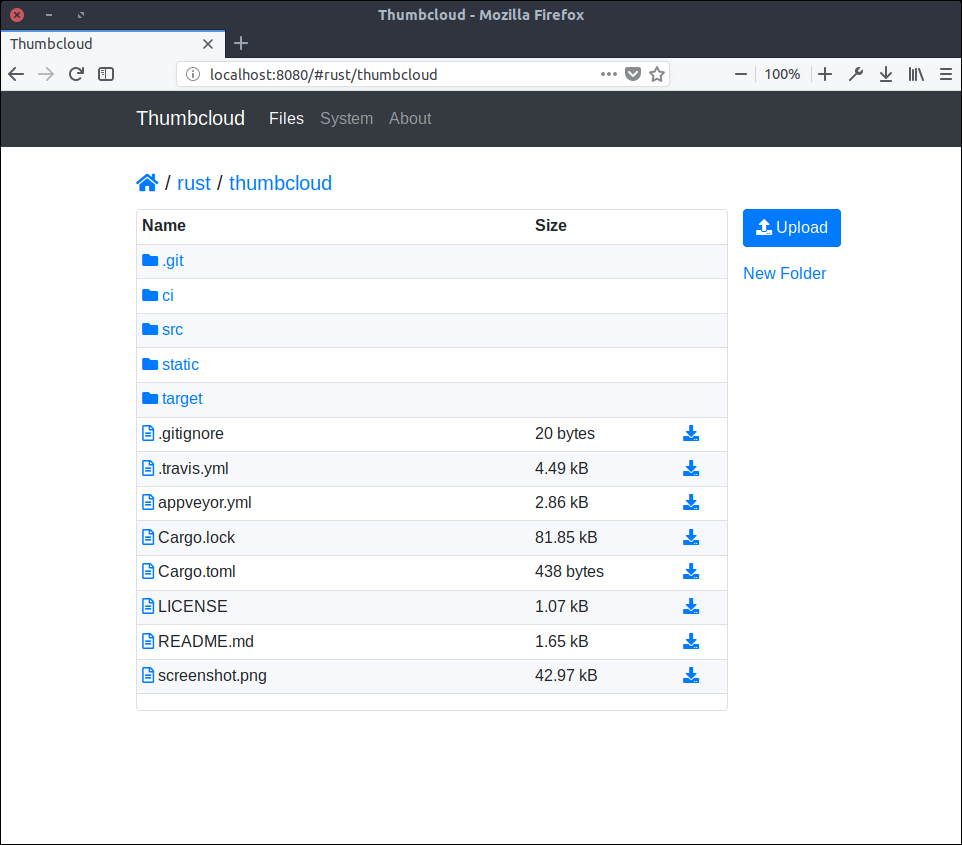 Thumbcloud - Mozilla Firefox
Thumbcloud
localhost:8080/#rust/thumbcloud
100%
Thumbcloud Files System About
/ rust / thumbcloud
Name Size
Upload
.git
New Folder
ci
src
static
target
.gitignore 20 bytes
.travis.yml 4.49 kB
appveyor.yml 2.86 kB
Cargo.lock 81.85 kB
Cargo.toml 438 bytes
LICENSE 1.07 kB
README.md 1.65 kB
screenshot.png 42.97 kB